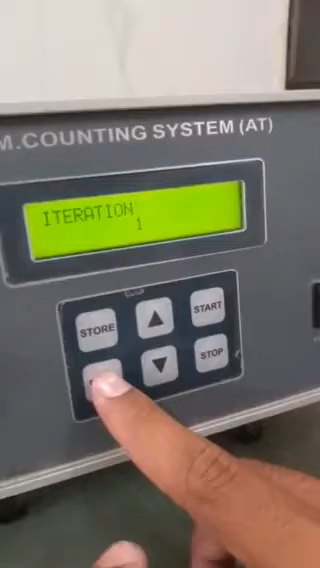 M.COUNTING SYSTEM (AT)
ITERATION
1
STORE
START
STOP